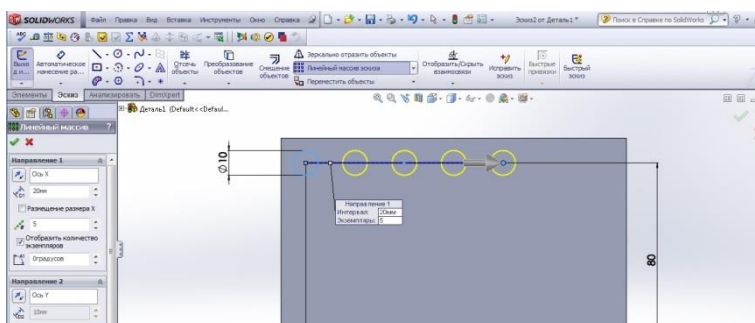 SOLIDWORKS Файл Правка Вид Вставка Инструменты Окно Справка Эскиз2 от Деталь1 * Поиск в Справке по SolidWorks
Выхо д и... Автоматическое нанесение ра... Отсечь объекты Преобразование объектов Смещение объектов Зеркально отразить объекты Отобразить/Скрыть взаимосвязи Исправить эскиз Быстрые привязки Быстрый эскиз
Линейный массив эскиза
Переместить объекты
Элементы Эскиз Анализировать DimXpert
Деталь1 (Default<<Defaul...
Линейный массив ?
Направление 1
Ось X
20мм
Размещение размера X
5
Отобразить количество экземпляров
0градусов
Направление 2
Ось Y
10мм
Ø10
Направление 1
Интервал: 20мм
Экземпляры: 5
80